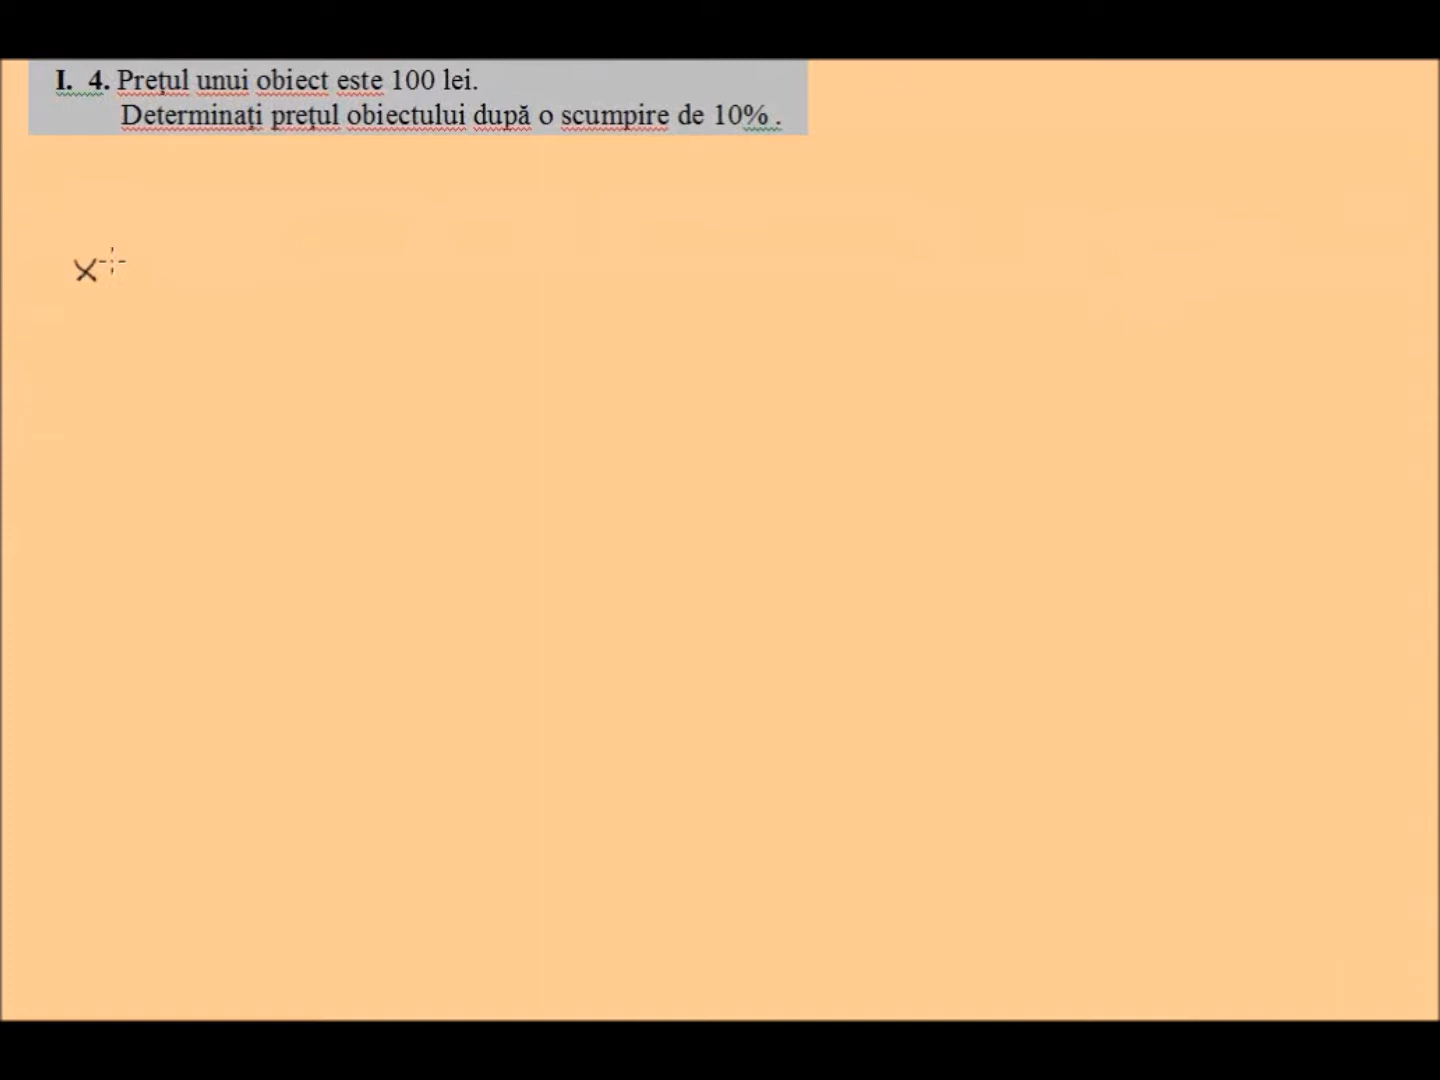 I. 4. Prețul unui obiect este 100 lei.
Determinați prețul obiectului după o scumpire de 10% .
x